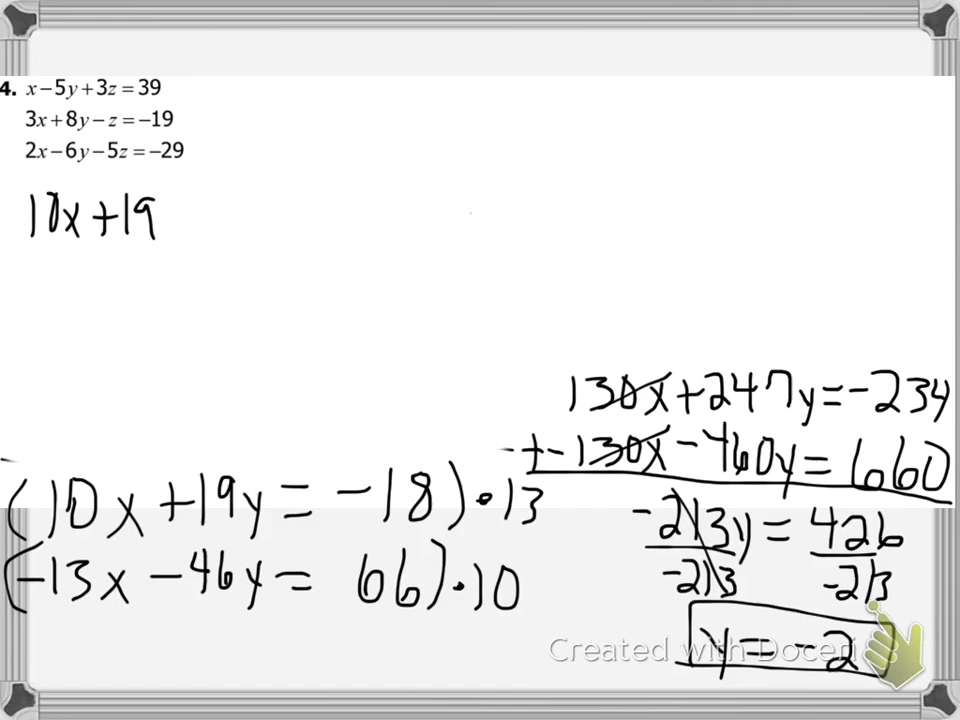 4. x−5y+3z=39
3x+8y−z=−19
2x−6y−5z=−29
10x+19
130x+247y=-234
+-130x-460y=660
(10x+19y=-18)•13
(-13x-46y=66)•10
-213y=426
-213 -213
y=-2
Created with Doceri